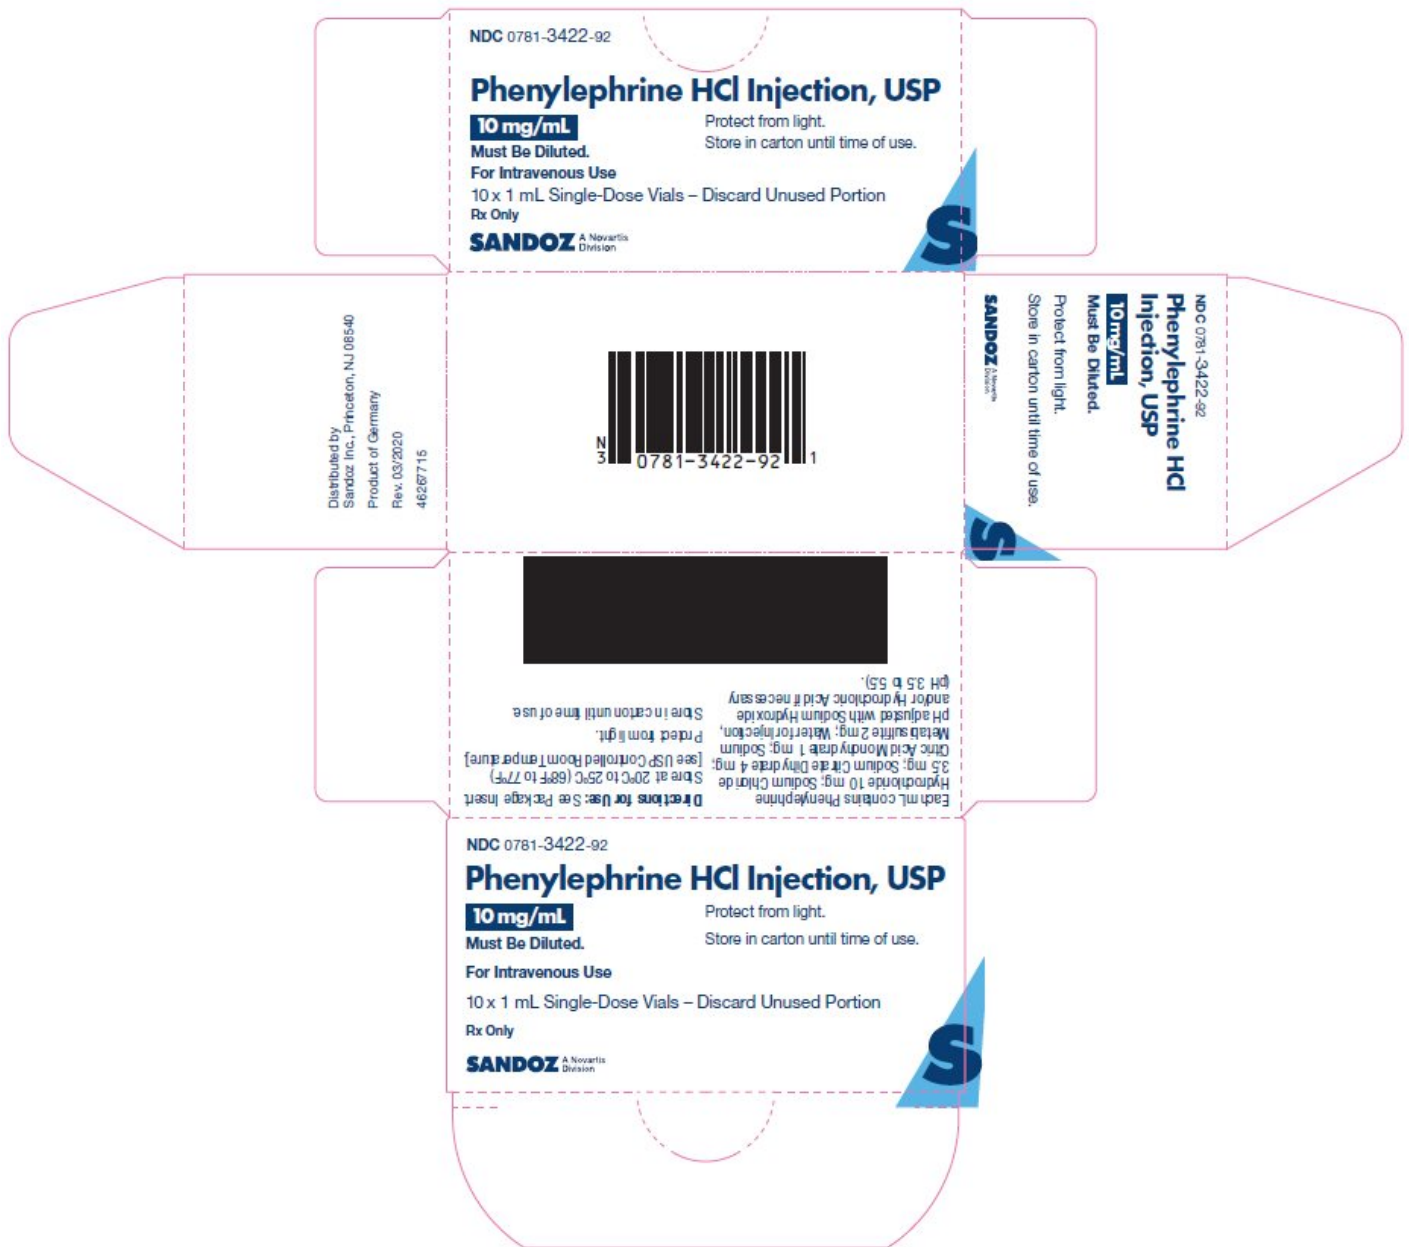 NDC 0781-3422-92
Phenylephrine HCl Injection, USP
10 mg/mL
Protect from light.
Must Be Diluted.
Store in carton until time of use.
For Intravenous Use
10 x 1 mL Single-Dose Vials – Discard Unused Portion
Rx Only
SANDOZ A Novartis
Division
S
Distributed by
Sandoz Inc., Princeton, NJ 08540
Product of Germany
Rev. 03/2020
46267715
N
3 0781-3422-92 1
NDC 0781-3422-92
Phenylephrine HCl
Injection, USP
10 mg/mL
Must Be Diluted.
Protect from light.
Store in carton until time of use.
SANDOZ A Novartis
Division
S
Each mL contains Phenylephrine
Hydrochloride 10 mg; Sodium Chloride
3.5 mg; Sodium Citrate Dihydrate 4 mg;
Citric Acid Monohydrate 1 mg; Sodium
Metabisulfite 2 mg; Water for Injection,
pH adjusted with Sodium Hydroxide
and/or Hydrochloric Acid if necessary
(pH 3.5 to 5.5).
Directions for Use: See Package Insert
Store at 20°C to 25°C (68°F to 77°F)
[see USP Controlled Room Temperature].
Protect from light.
Store in carton until time of use.
NDC 0781-3422-92
Phenylephrine HCl Injection, USP
10 mg/mL
Protect from light.
Must Be Diluted.
Store in carton until time of use.
For Intravenous Use
10 x 1 mL Single-Dose Vials – Discard Unused Portion
Rx Only
SANDOZ A Novartis
Division
S